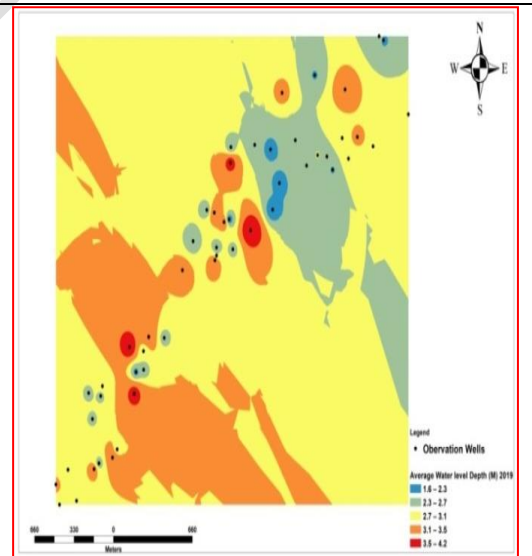 N
W E
S
Legend
Obervation Wells
Average Water level Depth (M) 2019
1.6 - 2.3
2.3 - 2.7
2.7 - 3.1
3.1 - 3.5
3.5 - 4.2
660 330 0 660
Meters